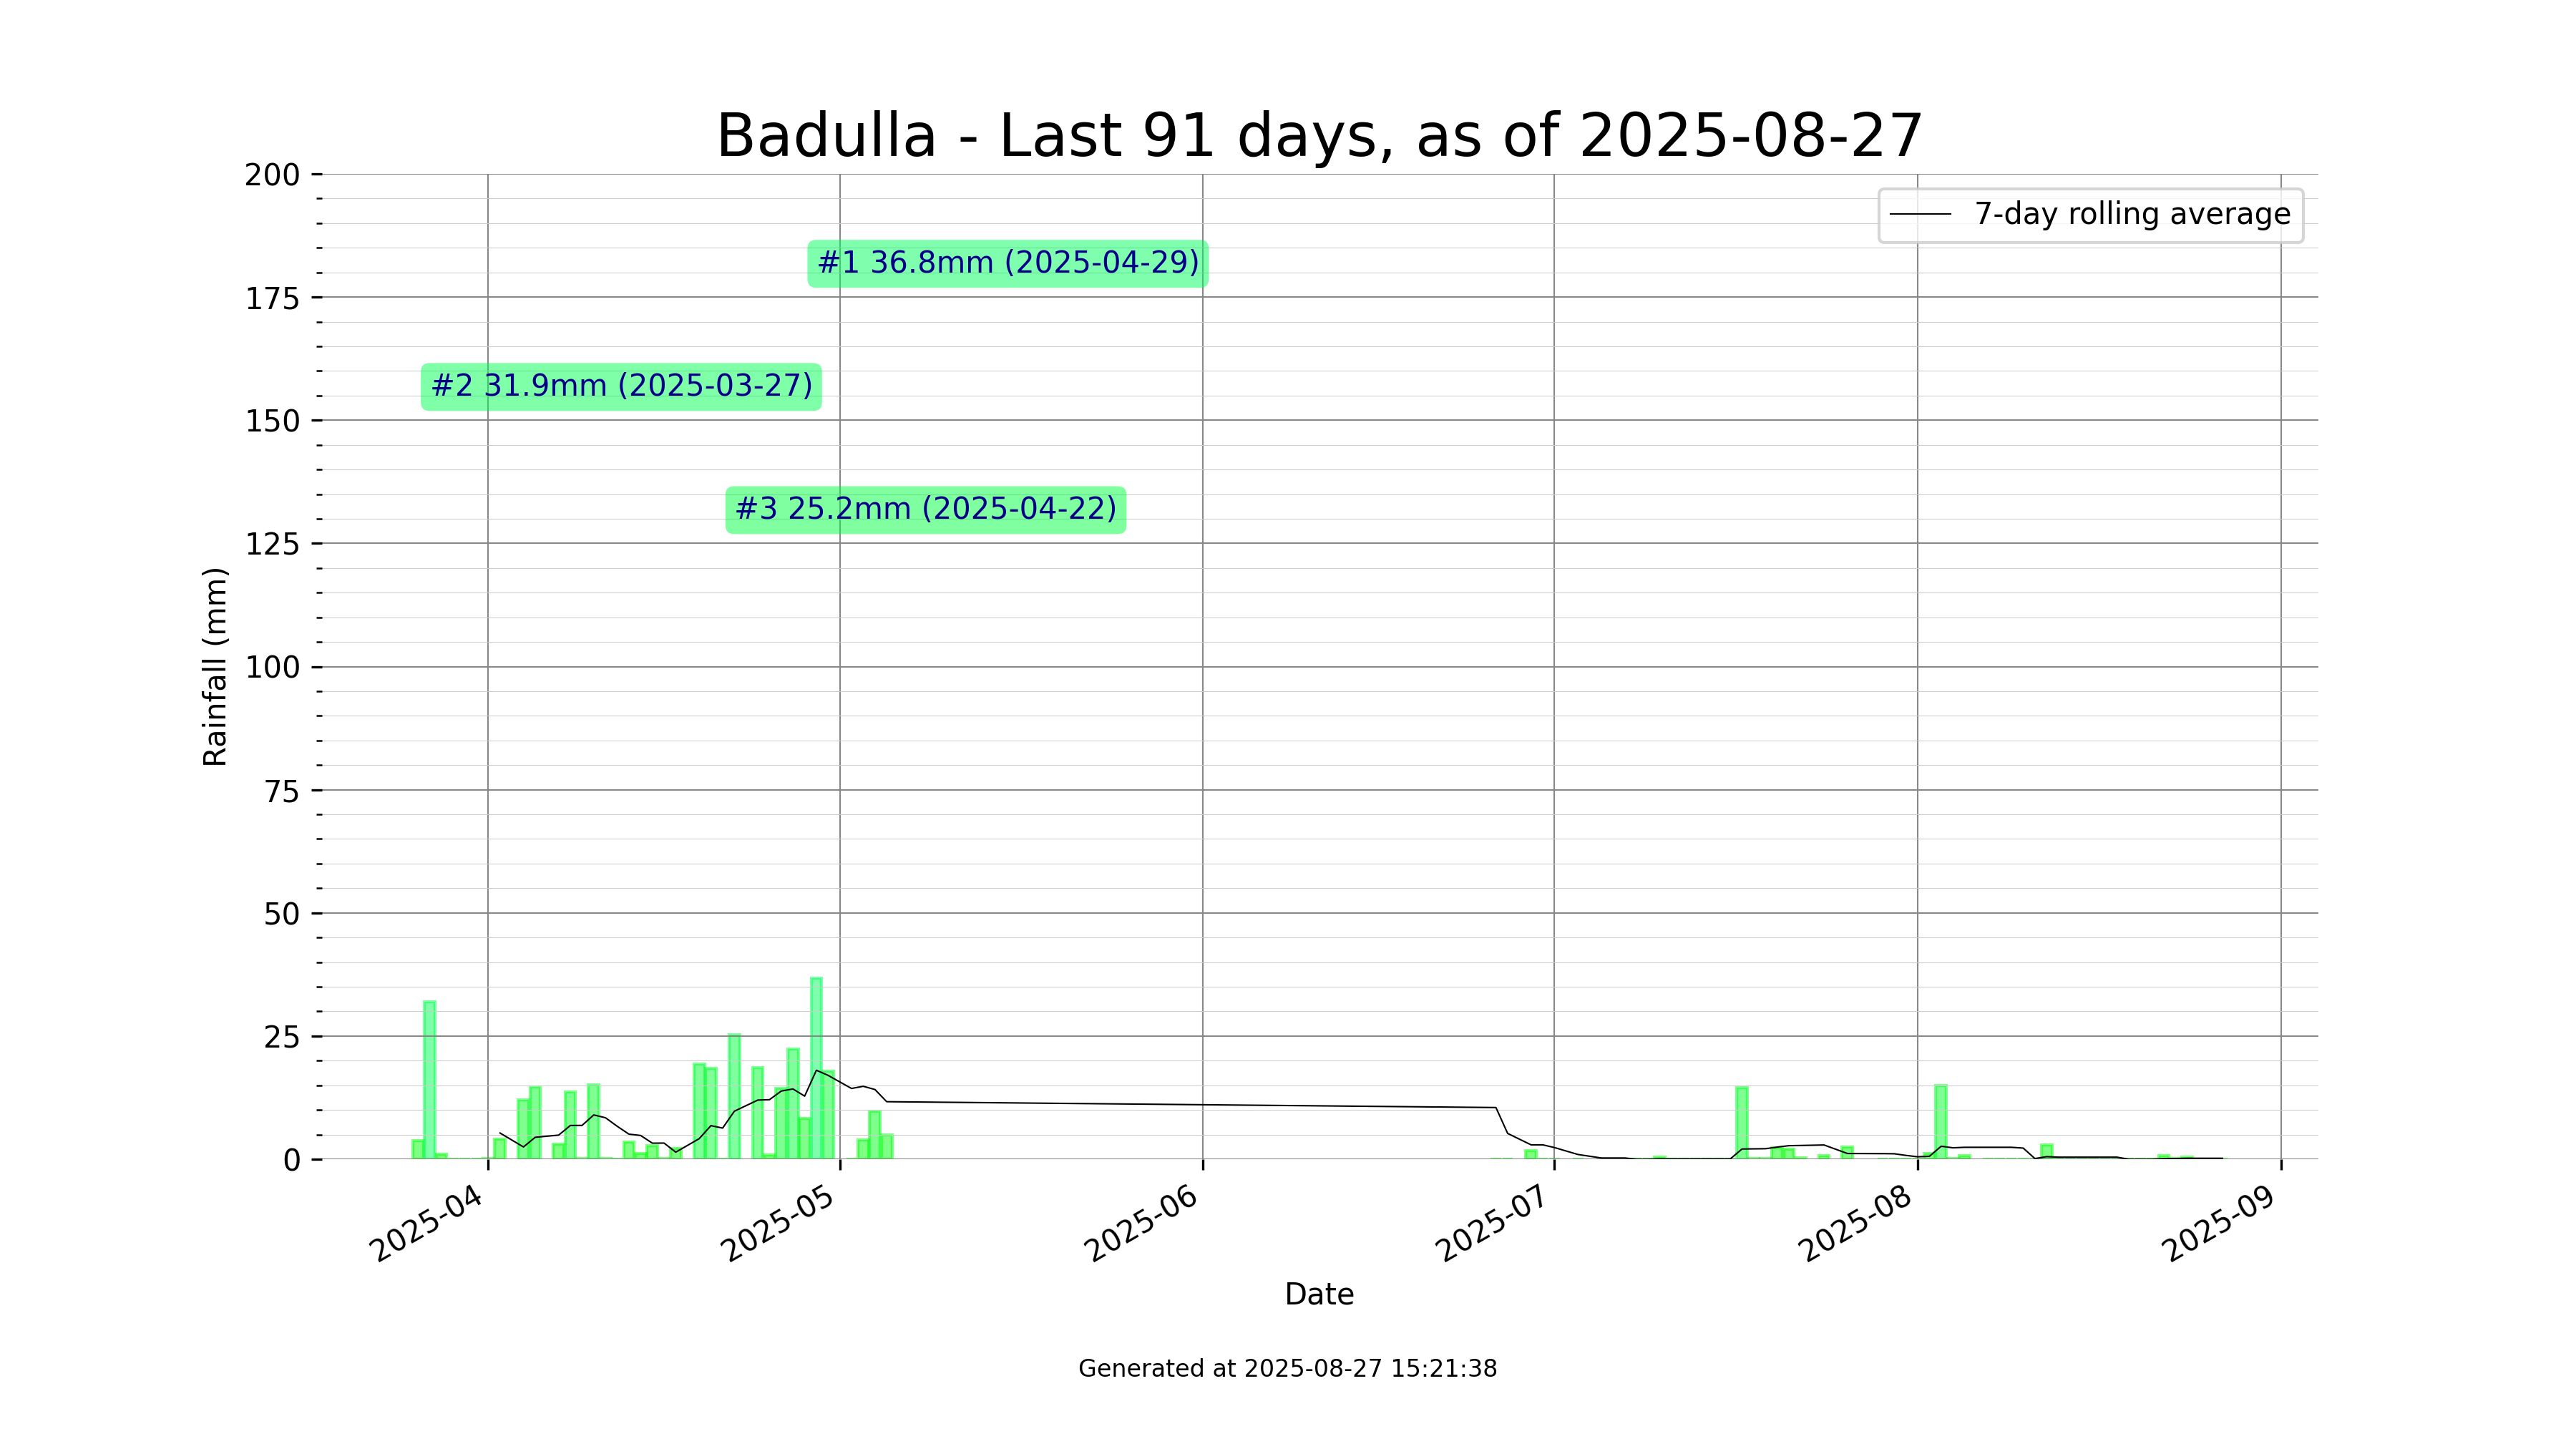 Badulla - Last 91 days, as of 2025-08-27
7-day rolling average
#1 36.8mm (2025-04-29)
#2 31.9mm (2025-03-27)
#3 25.2mm (2025-04-22)
Rainfall (mm)
200
175
150
125
100
75
50
25
0
2025-04
2025-05
2025-06
2025-07
2025-08
2025-09
Date
Generated at 2025-08-27 15:21:38